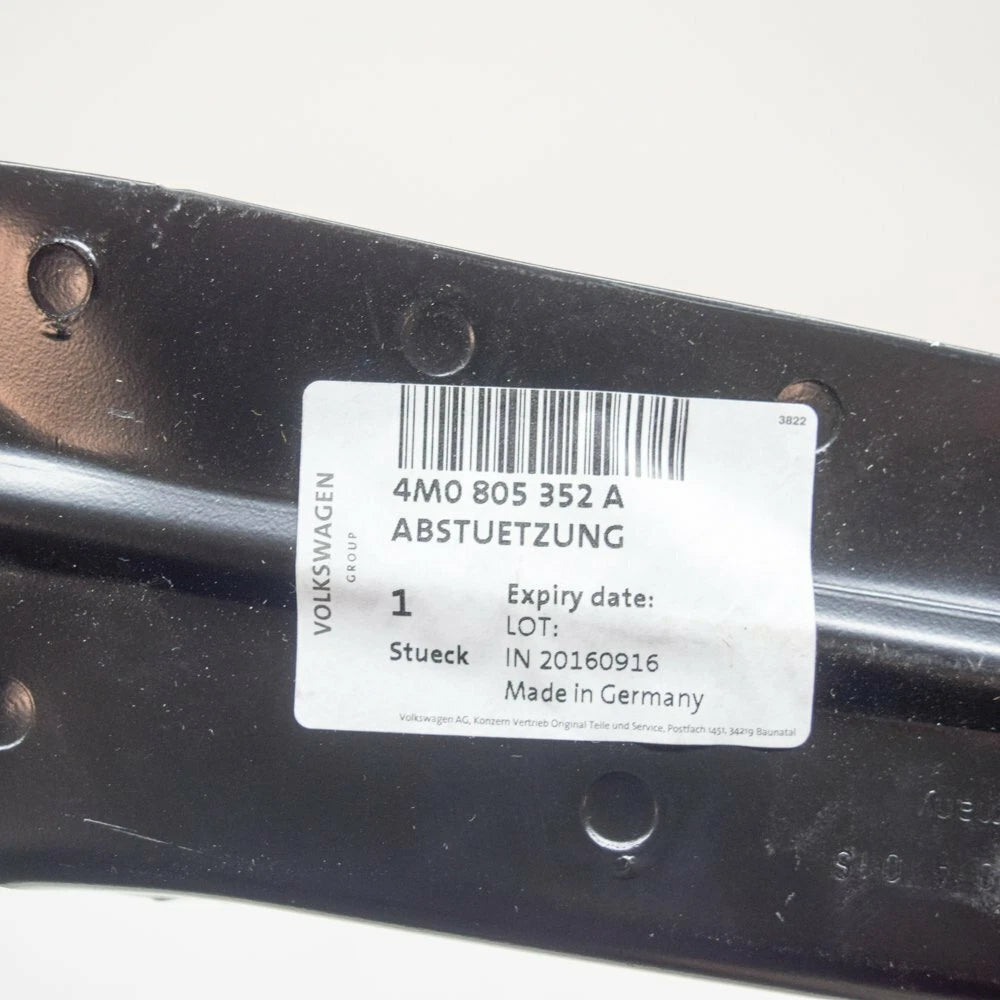 3822
4M0 805 352 A
ABSTUETZUNG
VOLKSWAGEN
GROUP
1
Stueck
Expiry date:
LOT:
IN 20160916
Made in Germany
Volkswagen AG, Konzern Vertrieb Original Teile und Service, Postfach 1451, 34219 Baunatal